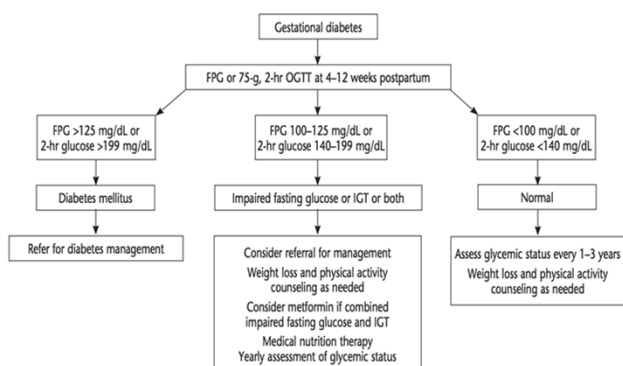 Gestational diabetes
FPG or 75-g, 2-hr OGTT at 4–12 weeks postpartum
FPG >125 mg/dL or
2-hr glucose >199 mg/dL
FPG 100–125 mg/dL or
2-hr glucose 140–199 mg/dL
FPG <100 mg/dL or
2-hr glucose <140 mg/dL
Diabetes mellitus
Impaired fasting glucose or IGT or both
Normal
Refer for diabetes management
Consider referral for management
Weight loss and physical activity
counseling as needed
Consider metformin if combined
impaired fasting glucose and IGT
Medical nutrition therapy
Yearly assessment of glycemic status
Assess glycemic status every 1–3 years
Weight loss and physical activity
counseling as needed